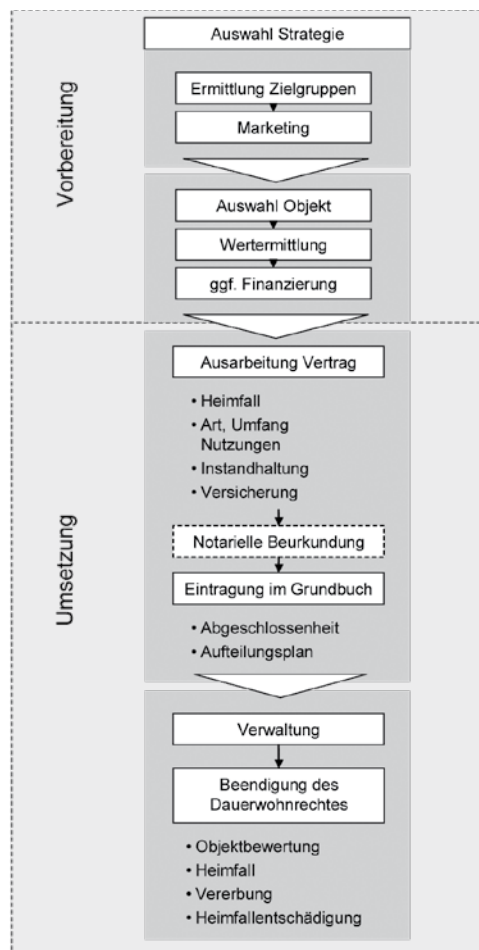 Vorbereitung
Auswahl Strategie
Ermittlung Zielgruppen
Marketing
Auswahl Objekt
Wertermittlung
ggf. Finanzierung
Umsetzung
Ausarbeitung Vertrag
• Heimfall
• Art, Umfang
Nutzungen
• Instandhaltung
• Versicherung
Notarielle Beurkundung
Eintragung im Grundbuch
• Abgeschlossenheit
• Aufteilungsplan
Verwaltung
Beendigung des
Dauerwohnrechtes
• Objektbewertung
• Heimfall
• Vererbung
• Heimfallentschädigung